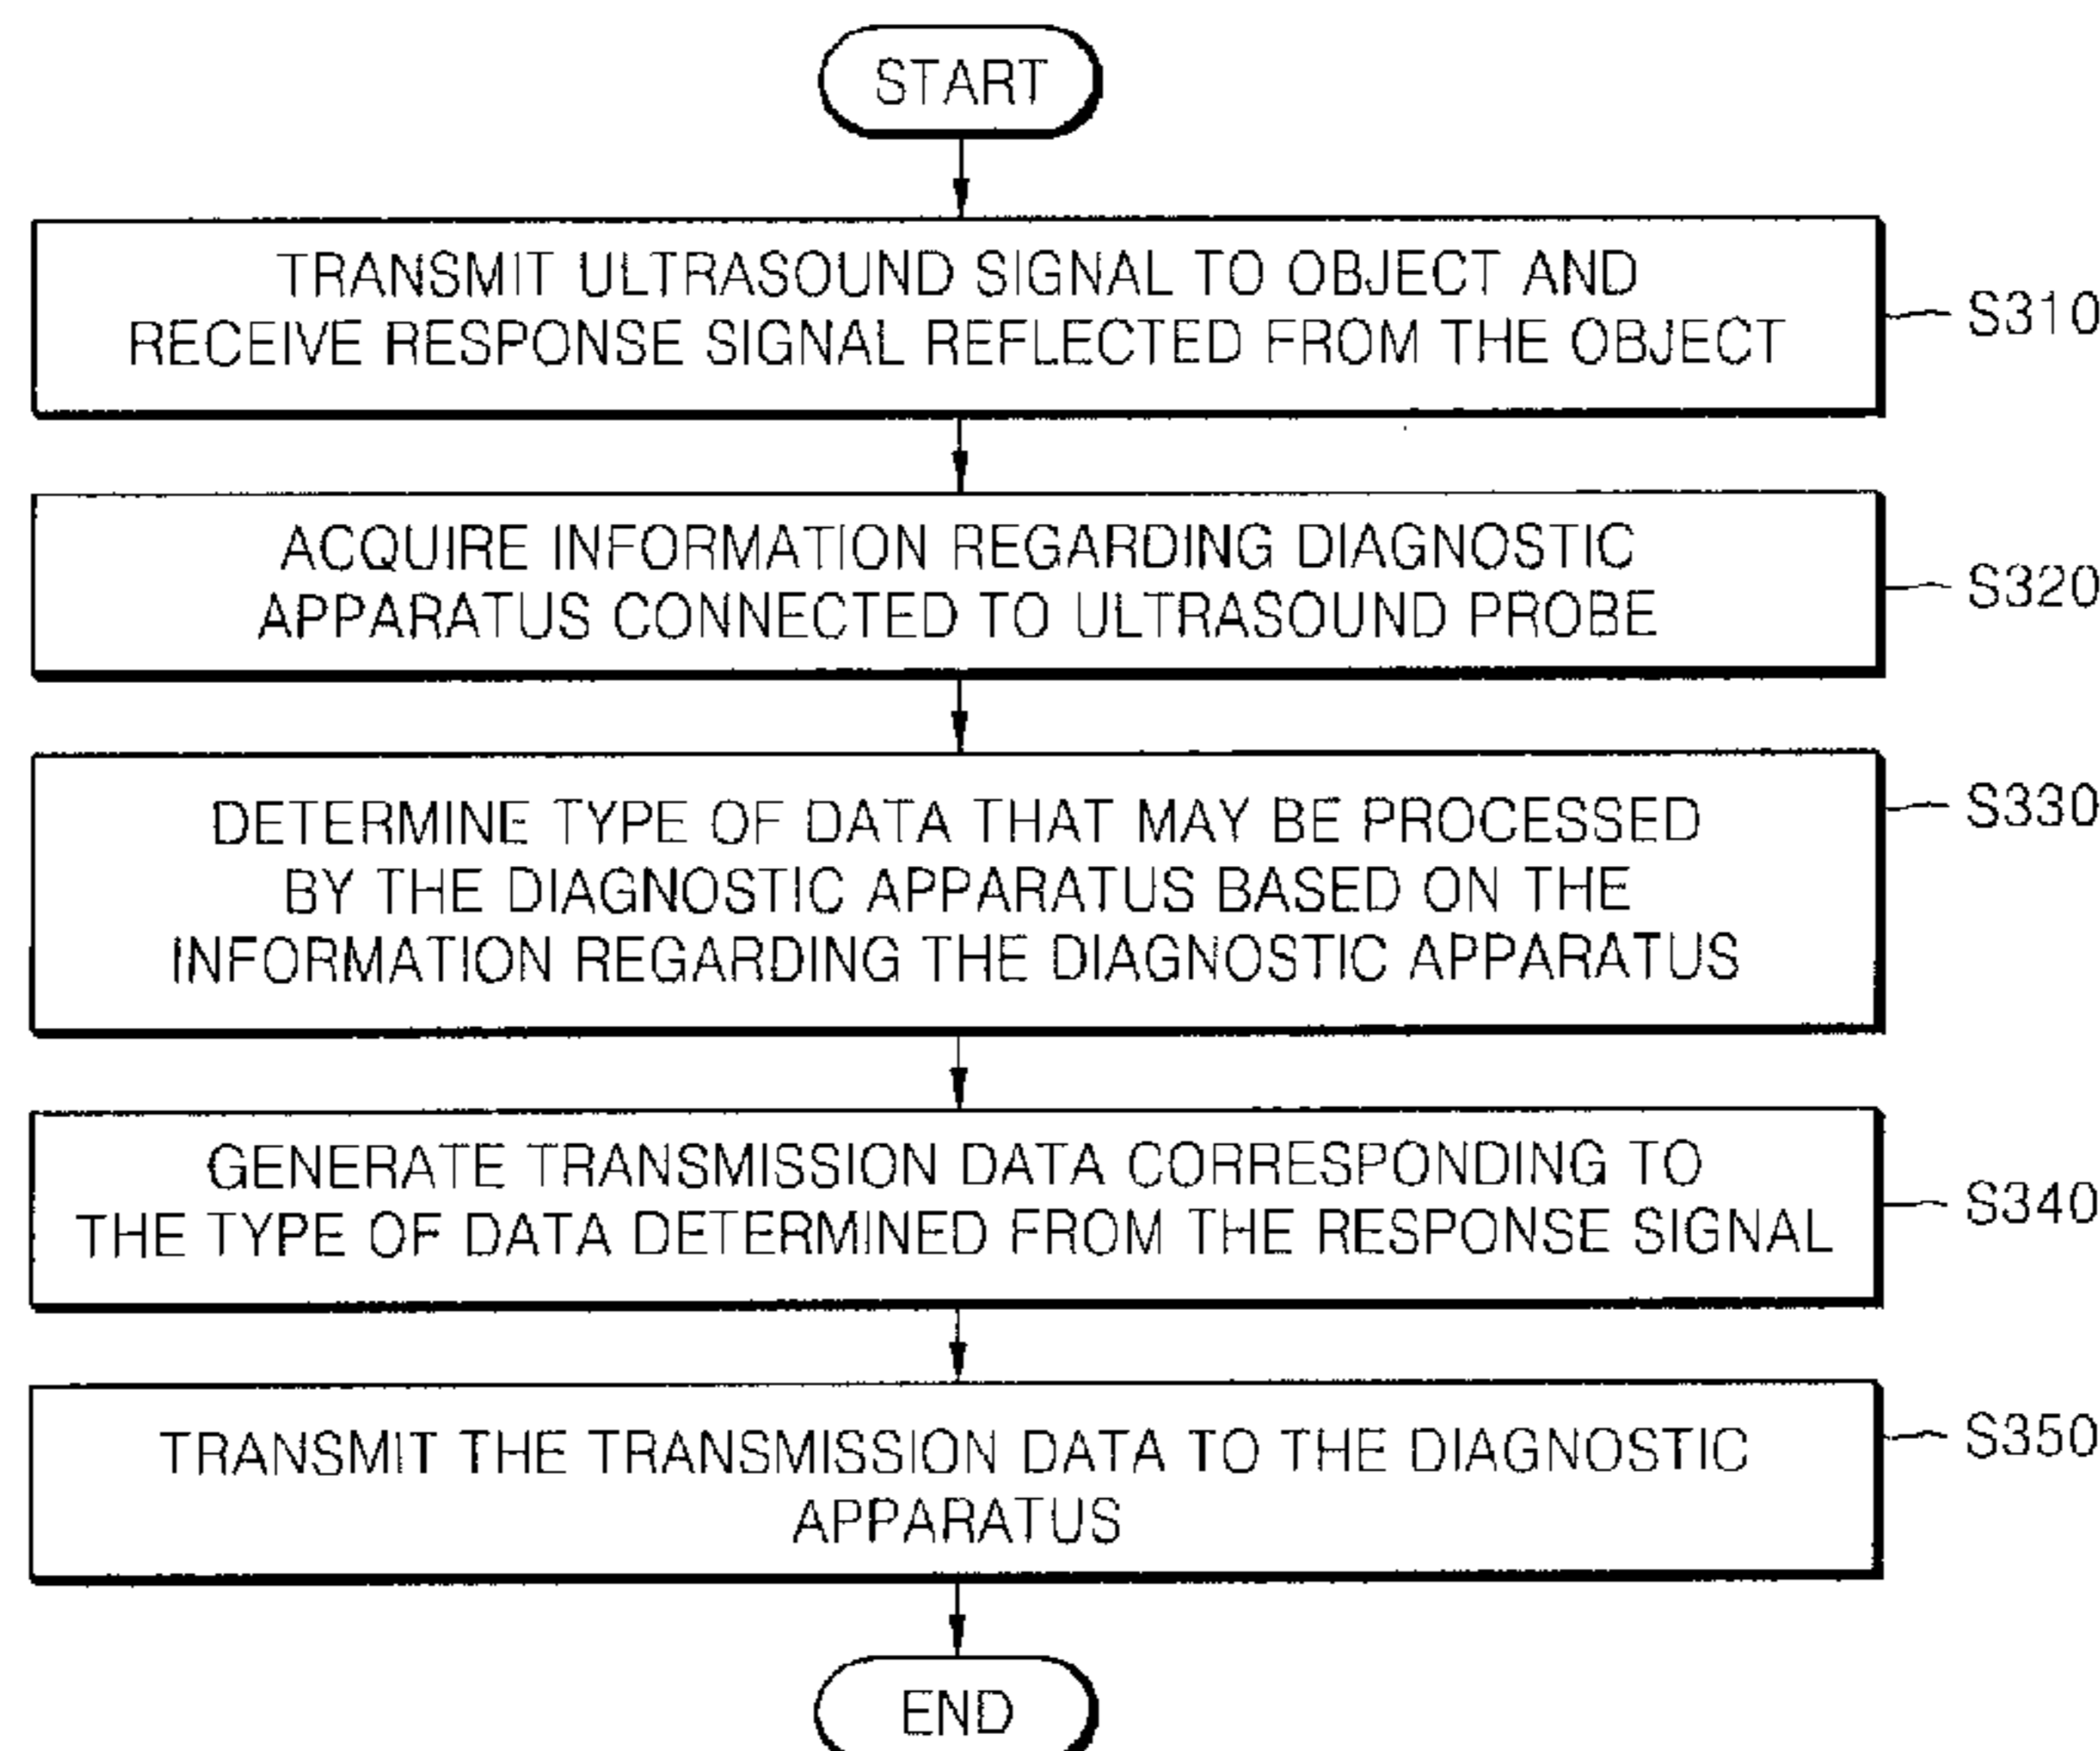 START
TRANSMIT ULTRASOUND SIGNAL TO OBJECT AND
RECEIVE RESPONSE SIGNAL REFLECTED FROM THE OBJECT
S310
ACQUIRE INFORMATION REGARDING DIAGNOSTIC
APPARATUS CONNECTED TO ULTRASOUND PROBE
S320
DETERMINE TYPE OF DATA THAT MAY BE PROCESSED
BY THE DIAGNOSTIC APPARATUS BASED ON THE
INFORMATION REGARDING THE DIAGNOSTIC APPARATUS
S330
GENERATE TRANSMISSION DATA CORRESPONDING TO
THE TYPE OF DATA DETERMINED FROM THE RESPONSE SIGNAL
S340
TRANSMIT THE TRANSMISSION DATA TO THE DIAGNOSTIC
APPARATUS
S350
END